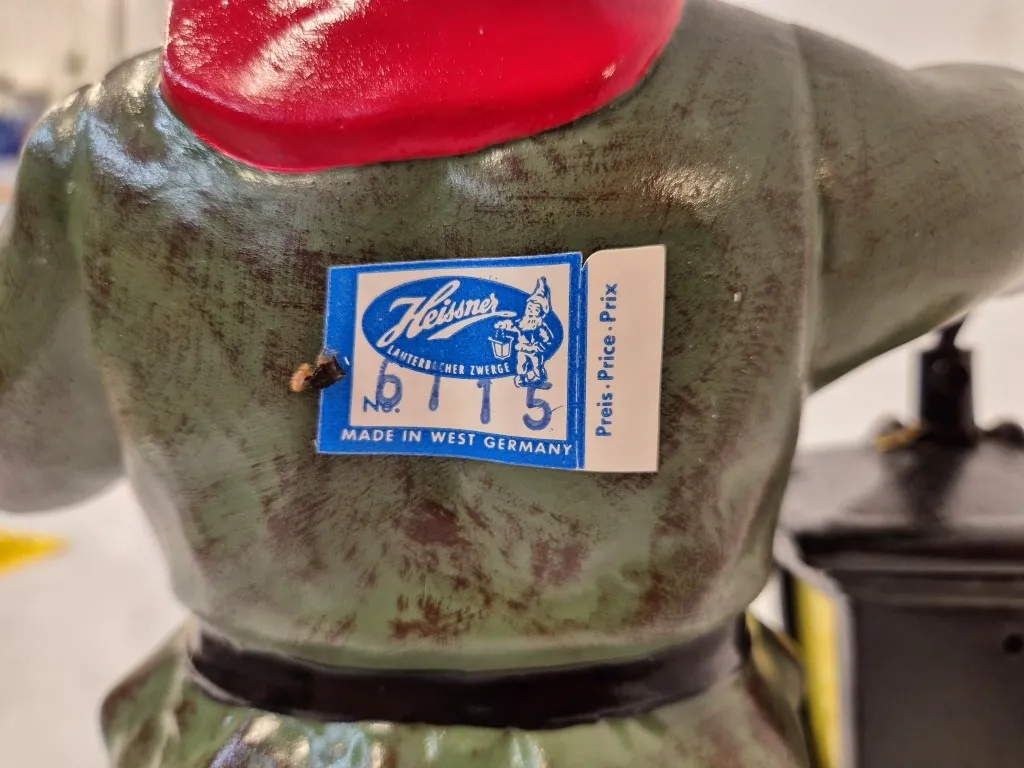 Heissner
LAUTERBACHER ZWERGE
No. 6115
MADE IN WEST GERMANY
Preis · Price · Prix